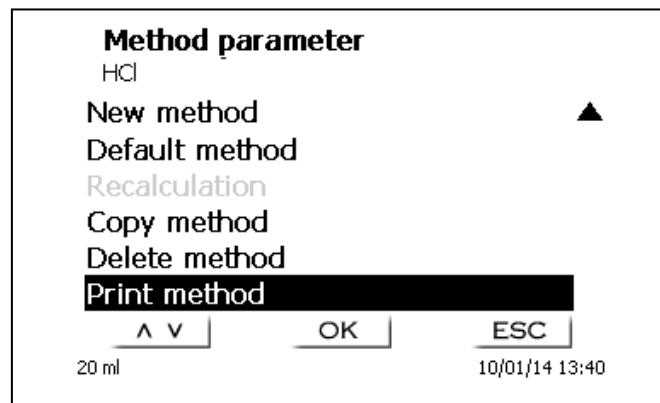 Method parameter
HCl
New method
Default method
Recalculation
Copy method
Delete method
Print method
∧ ∨ OK ESC
20 ml 10/01/14 13:40